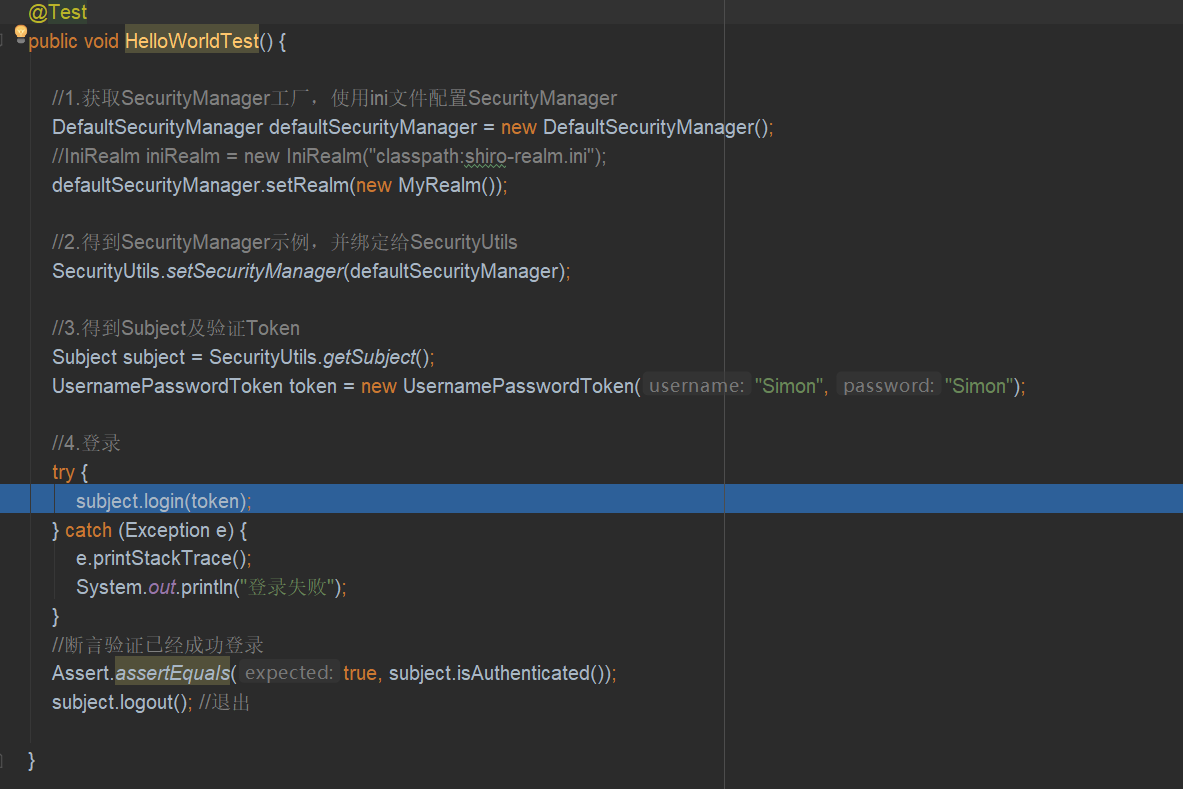 @Test
public void HelloWorldTest() {
//1.获取SecurityManager工厂，使用ini文件配置SecurityManager
DefaultSecurityManager defaultSecurityManager = new DefaultSecurityManager();
//IniRealm iniRealm = new IniRealm("classpath:shiro-realm.ini");
defaultSecurityManager.setRealm(new MyRealm());
//2.得到SecurityManager示例，并绑定给SecurityUtils
SecurityUtils.setSecurityManager(defaultSecurityManager);
//3.得到Subject及验证Token
Subject subject = SecurityUtils.getSubject();
UsernamePasswordToken token = new UsernamePasswordToken( username: "Simon", password: "Simon");
//4.登录
try {
subject.login(token);
} catch (Exception e) {
e.printStackTrace();
System.out.println("登录失败");
}
//断言验证已经成功登录
Assert.assertEquals( expected: true, subject.isAuthenticated());
subject.logout(); //退出
}